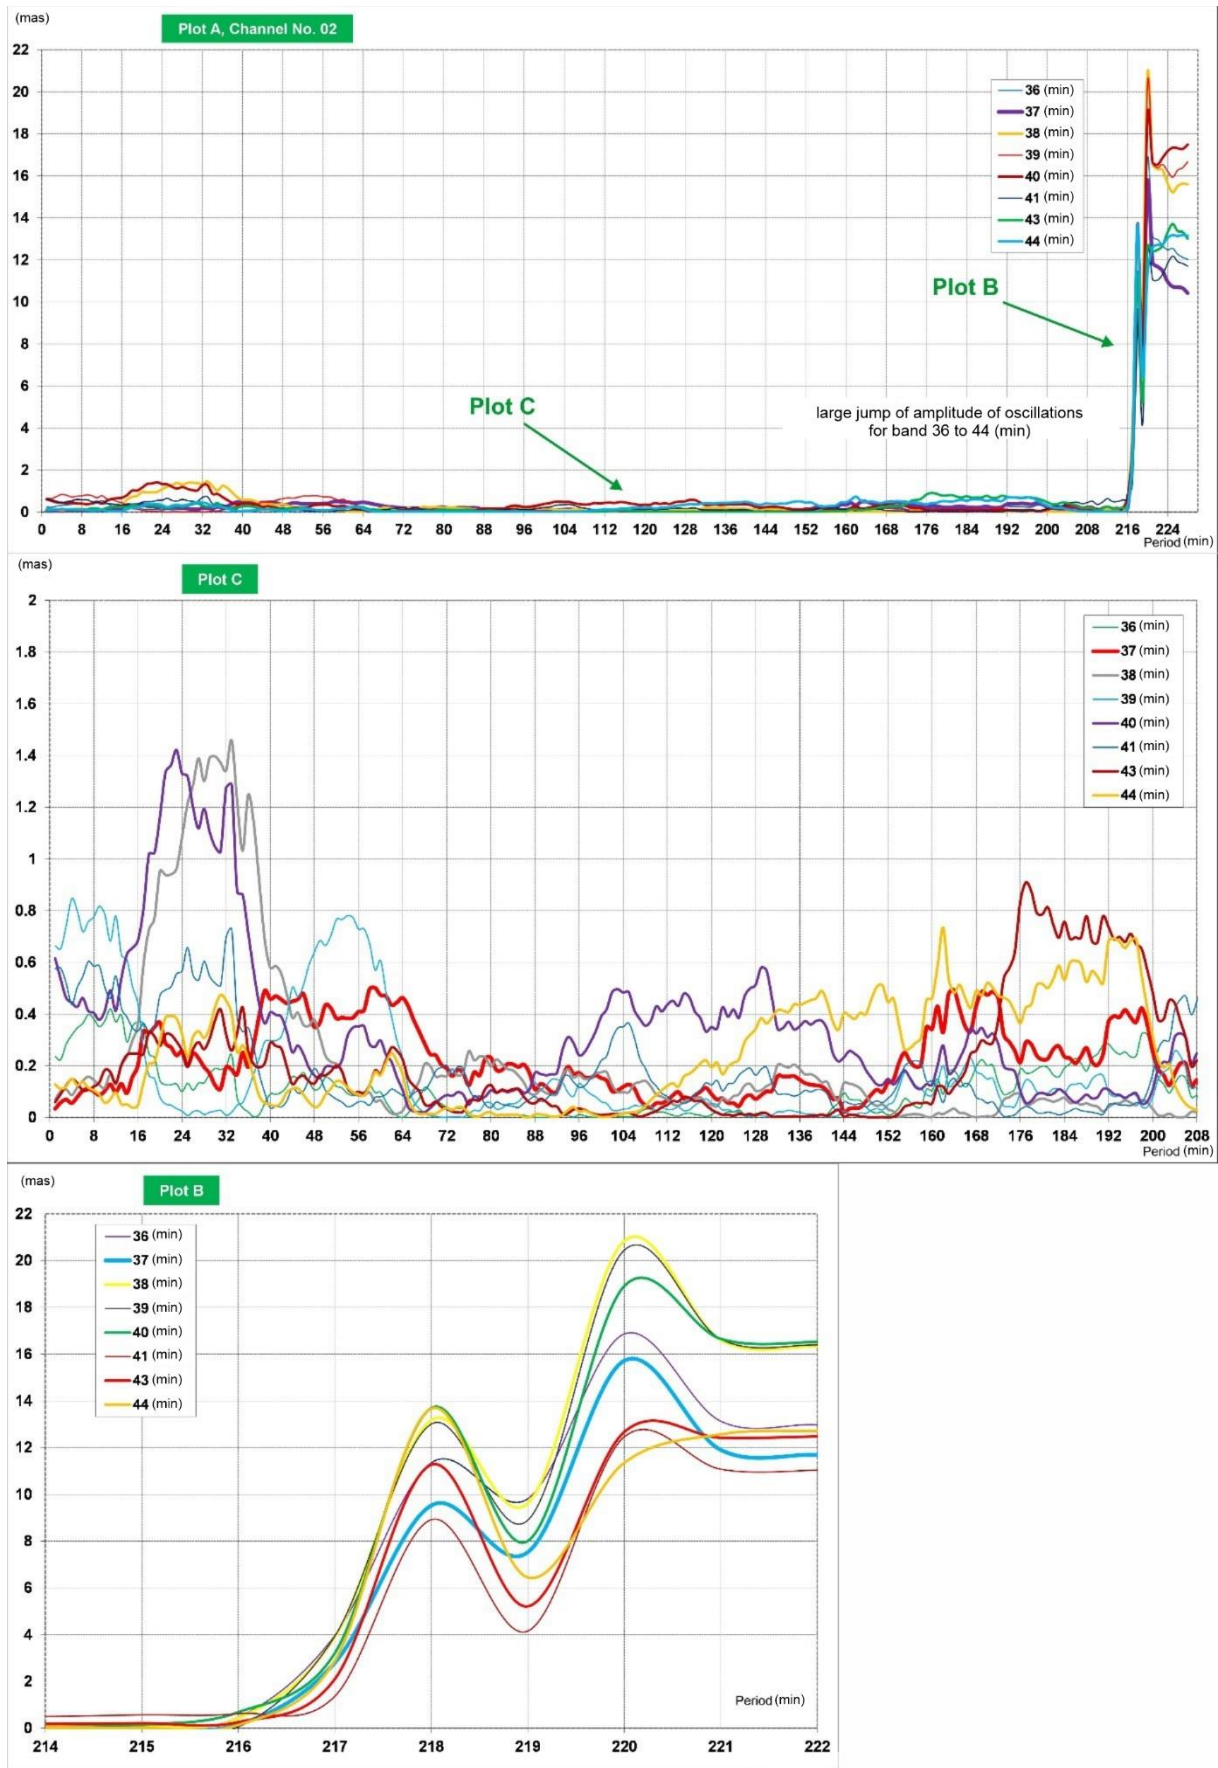 (mas)
Plot A, Channel No. 02
22
20
18
16
14
12
10
8
6
4
2
0
36 (min)
37 (min)
38 (min)
39 (min)
40 (min)
41 (min)
43 (min)
44 (min)
Plot B
Plot C
large jump of amplitude of oscillations
for band 36 to 44 (min)
0 8 16 24 32 40 48 56 64 72 80 88 96 104 112 120 128 136 144 152 160 168 176 184 192 200 208 216 224
Period (min)
(mas)
Plot C
2
1.8
1.6
1.4
1.2
1
0.8
0.6
0.4
0.2
0
36 (min)
37 (min)
38 (min)
39 (min)
40 (min)
41 (min)
43 (min)
44 (min)
0 8 16 24 32 40 48 56 64 72 80 88 96 104 112 120 128 136 144 152 160 168 176 184 192 200 208
Period (min)
(mas)
Plot B
22
20
18
16
14
12
10
8
6
4
2
0
36 (min)
37 (min)
38 (min)
39 (min)
40 (min)
41 (min)
43 (min)
44 (min)
Period (min)
214 215 216 217 218 219 220 221 222